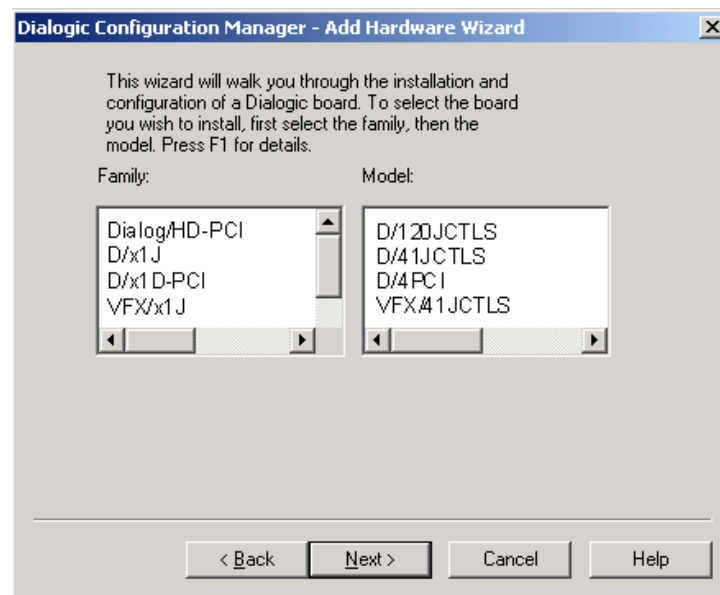 Dialogic Configuration Manager - Add Hardware Wizard
This wizard will walk you through the installation and
configuration of a Dialogic board. To select the board
you wish to install, first select the family, then the
model. Press F1 for details.
Family:
Dialog/HD-PCI
D/x1J
D/x1D-PCI
VFX/x1J
Model:
D/120JCTLS
D/41JCTLS
D/4PCI
VFX/41JCTLS
< Back
Next >
Cancel
Help